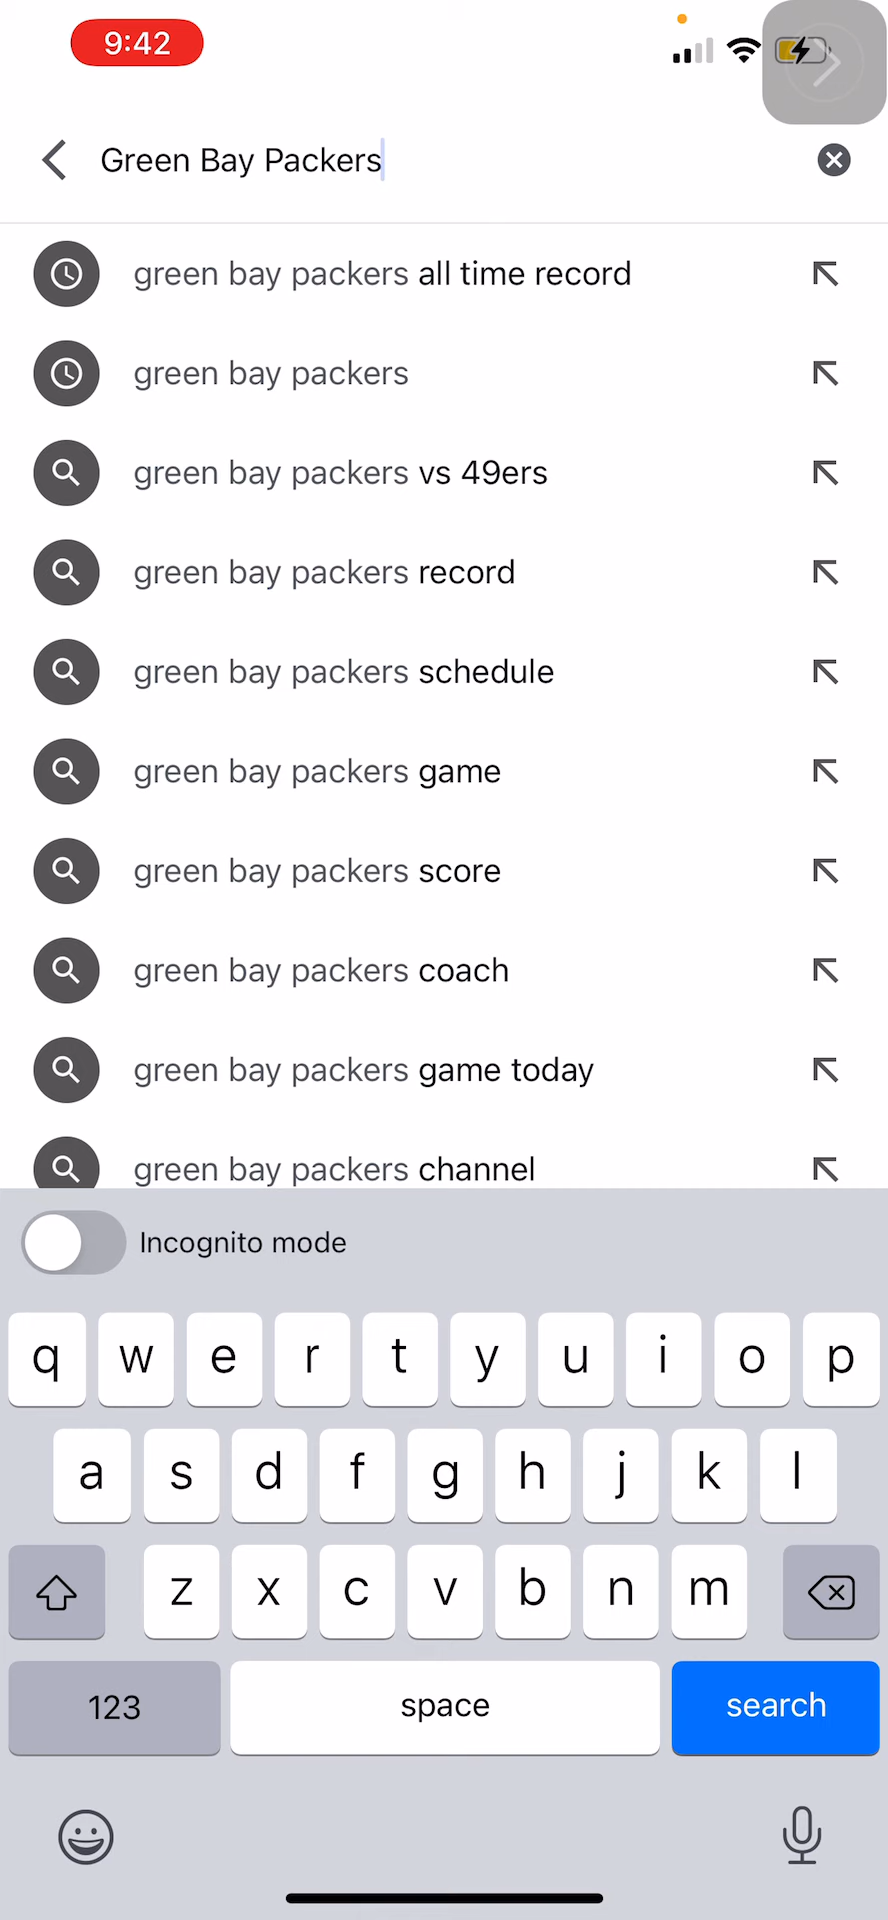 9:42
Green Bay Packers
green bay packers all time record
green bay packers
green bay packers vs 49ers
green bay packers record
green bay packers schedule
green bay packers game
green bay packers score
green bay packers coach
green bay packers game today
green bay packers channel
Incognito mode
q w e r t y u i o p
a s d f g h j k l
z x c v b n m
123 space search